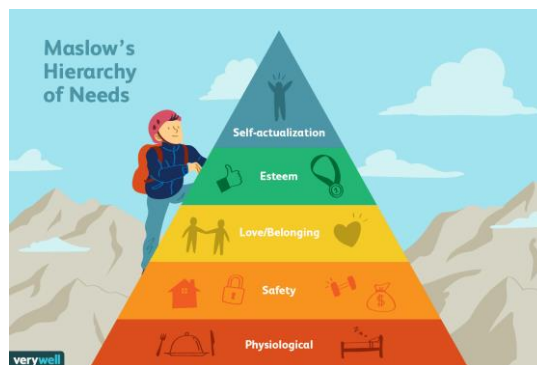 Maslow's
Hierarchy
of Needs
Self-actualization
Esteem
Love/Belonging
Safety
Physiological
verywell